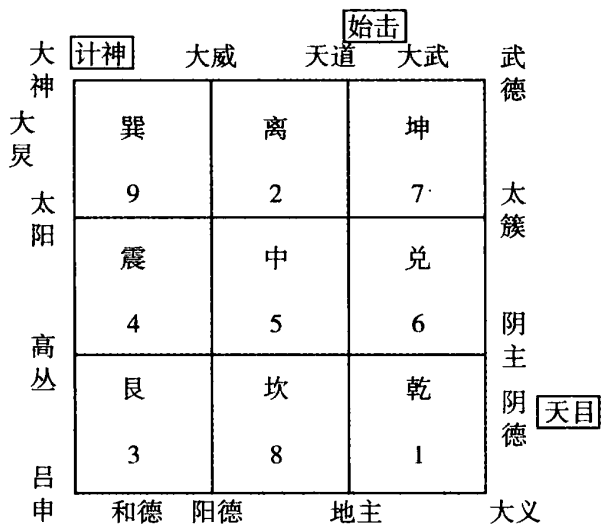 始击
大神 计神 大威 天道 大武 武德
大炅 巽 离 坤
太阳 9 2 7 太簇
震 中 兑
高丛 4 5 6 阴主
艮 坎 乾 阴德 天目
3 8 1
吕申 和德 阳德 地主 大义